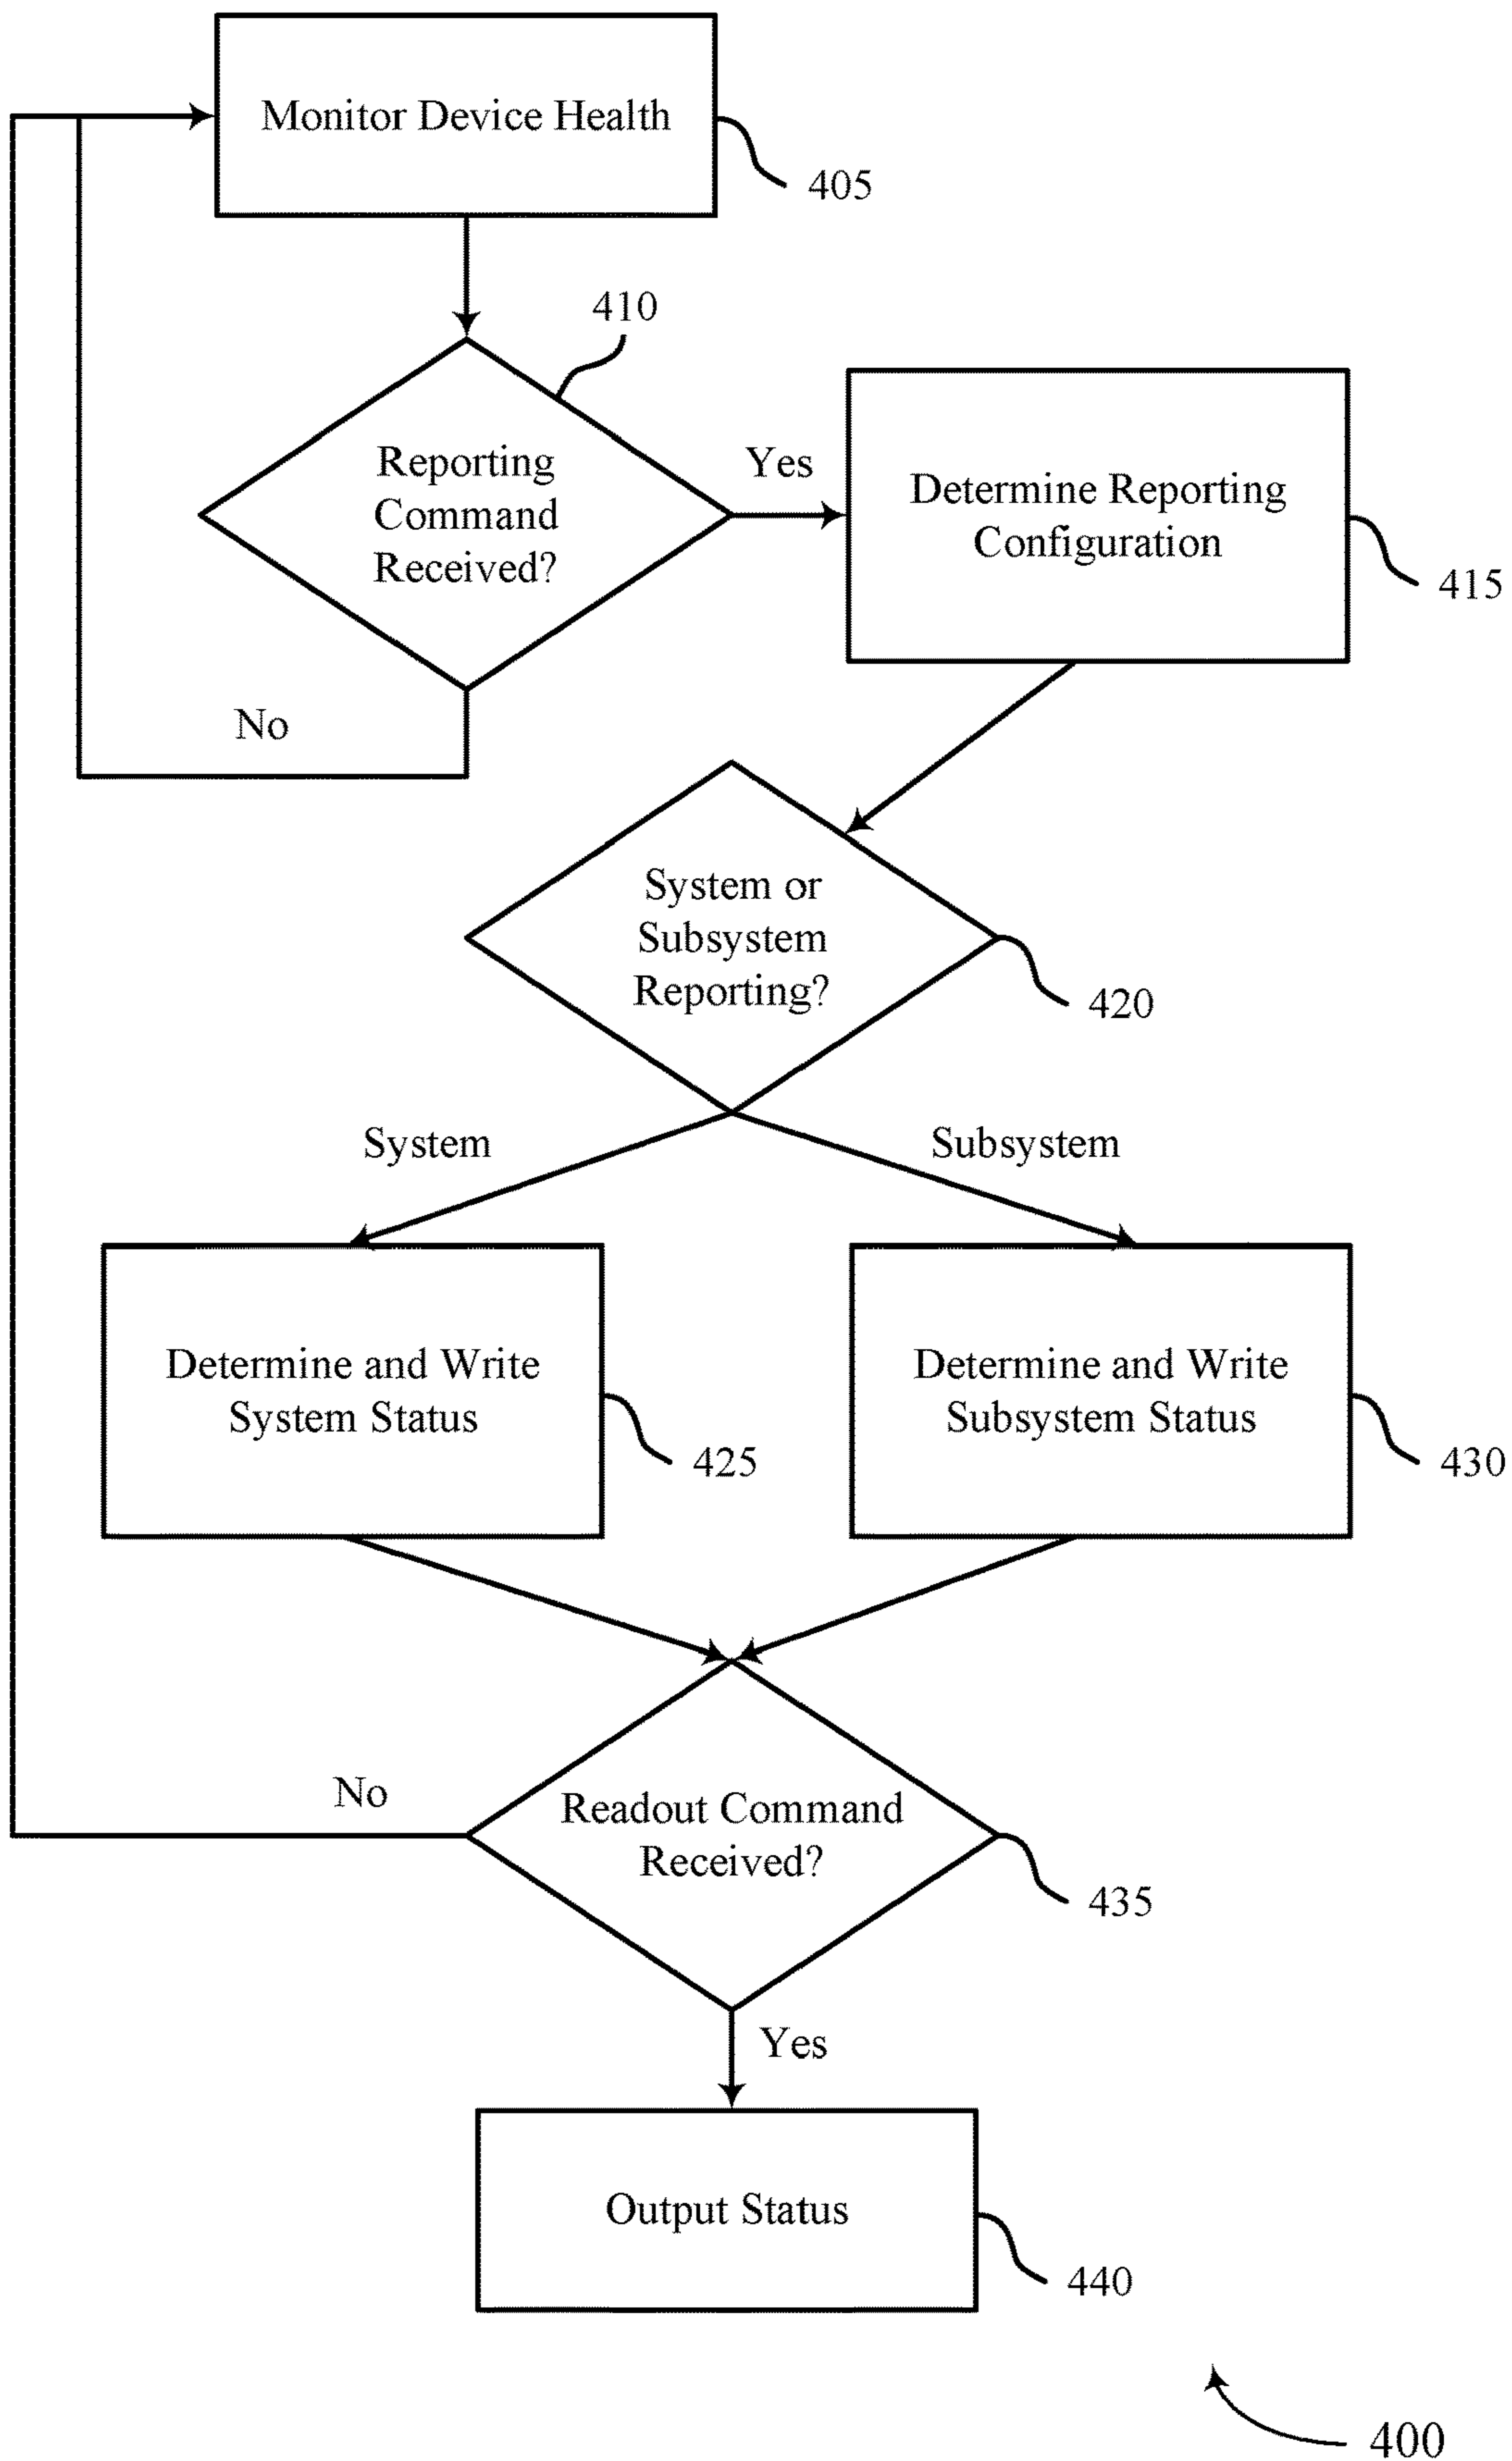 Monitor Device Health
405
410
Reporting
Command
Received?
Yes
Determine Reporting
Configuration
415
No
System or
Subsystem
Reporting?
420
System
Subsystem
Determine and Write
System Status
425
Determine and Write
Subsystem Status
430
No
Readout Command
Received?
435
Yes
Output Status
440
400